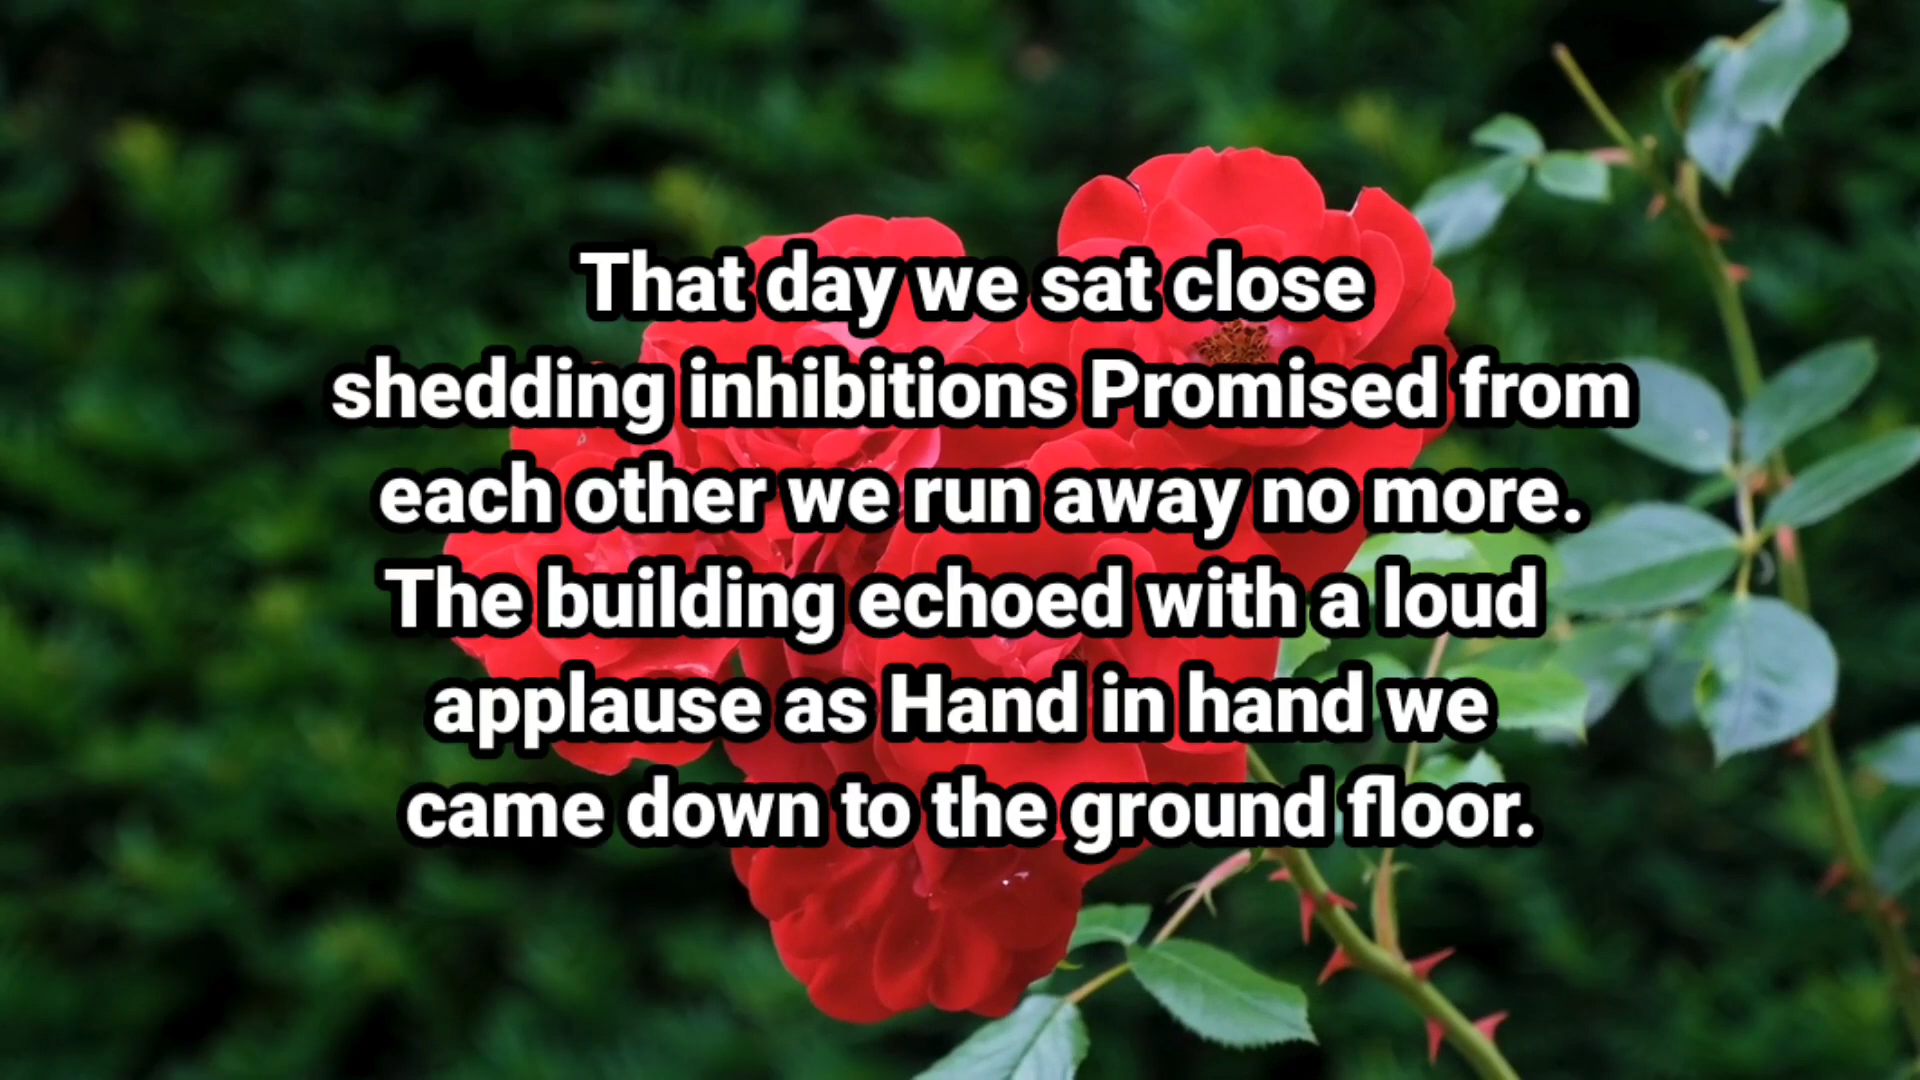 That day we sat close
shedding inhibitions Promised from
each other we run away no more.
The building echoed with a loud
applause as Hand in hand we
came down to the ground floor.